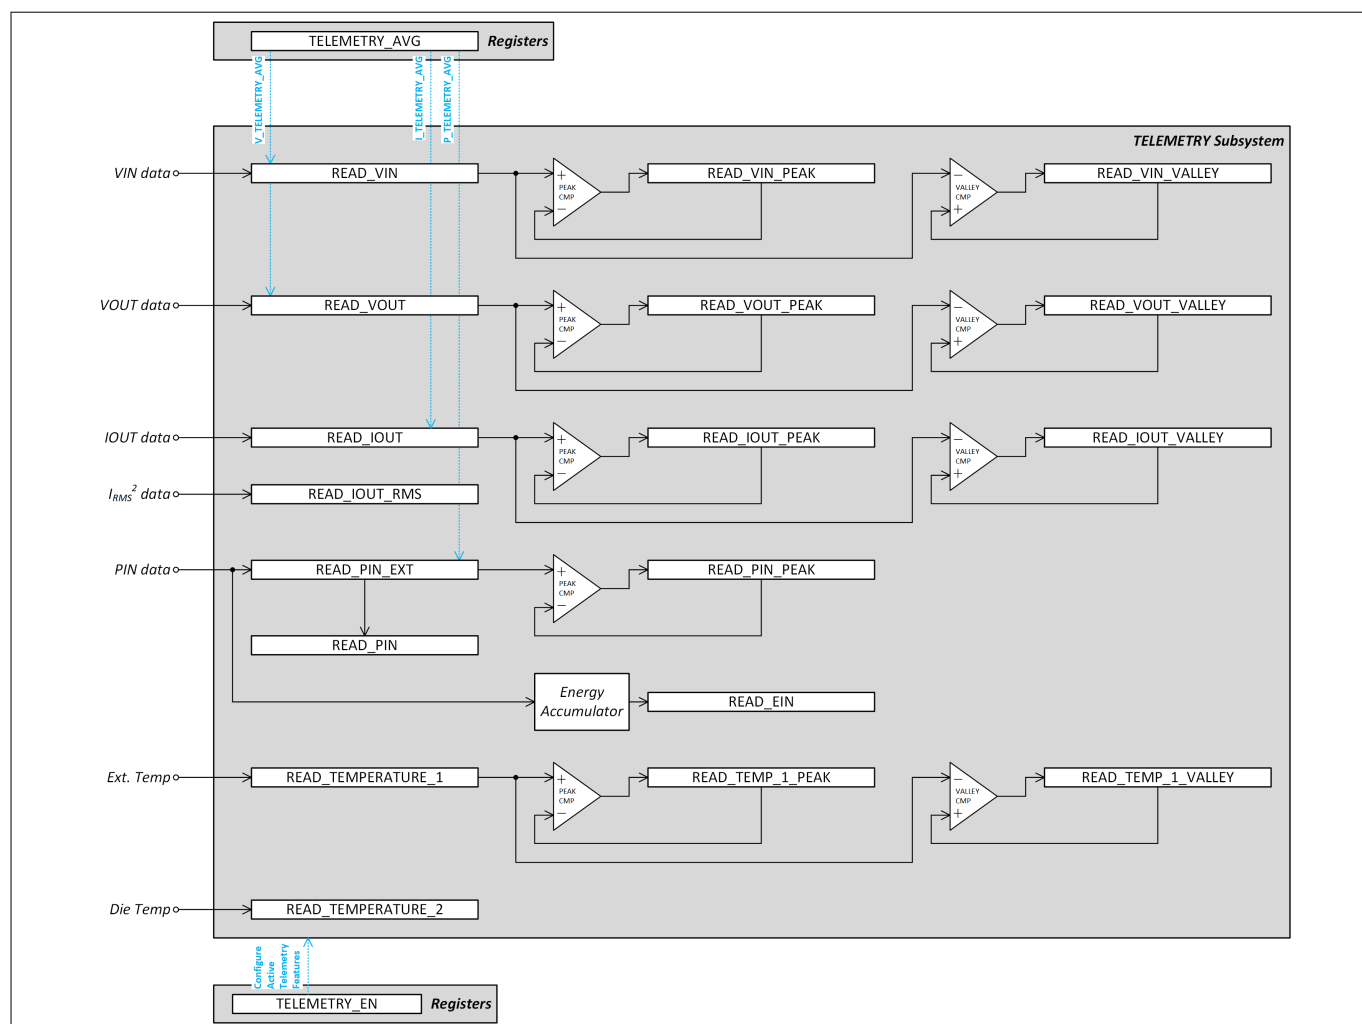 TELEMETRY_AVG
Registers
V_TELEMETRY_AVG
I_TELEMETRY_AVG
P_TELEMETRY_AVG
TELEMETRY Subsystem
VIN data
READ_VIN
+
PEAK
CMP
−
READ_VIN_PEAK
−
VALLEY
CMP
+
READ_VIN_VALLEY
VOUT data
READ_VOUT
+
PEAK
CMP
−
READ_VOUT_PEAK
−
VALLEY
CMP
+
READ_VOUT_VALLEY
IOUT data
READ_IOUT
+
PEAK
CMP
−
READ_IOUT_PEAK
−
VALLEY
CMP
+
READ_IOUT_VALLEY
I_RMS² data
READ_IOUT_RMS
PIN data
READ_PIN_EXT
+
PEAK
CMP
−
READ_PIN_PEAK
READ_PIN
Energy
Accumulator
READ_EIN
Ext. Temp
READ_TEMPERATURE_1
+
PEAK
CMP
−
READ_TEMP_1_PEAK
−
VALLEY
CMP
+
READ_TEMP_1_VALLEY
Die Temp
READ_TEMPERATURE_2
Configure
Active
Telemetry
Features
TELEMETRY_EN
Registers